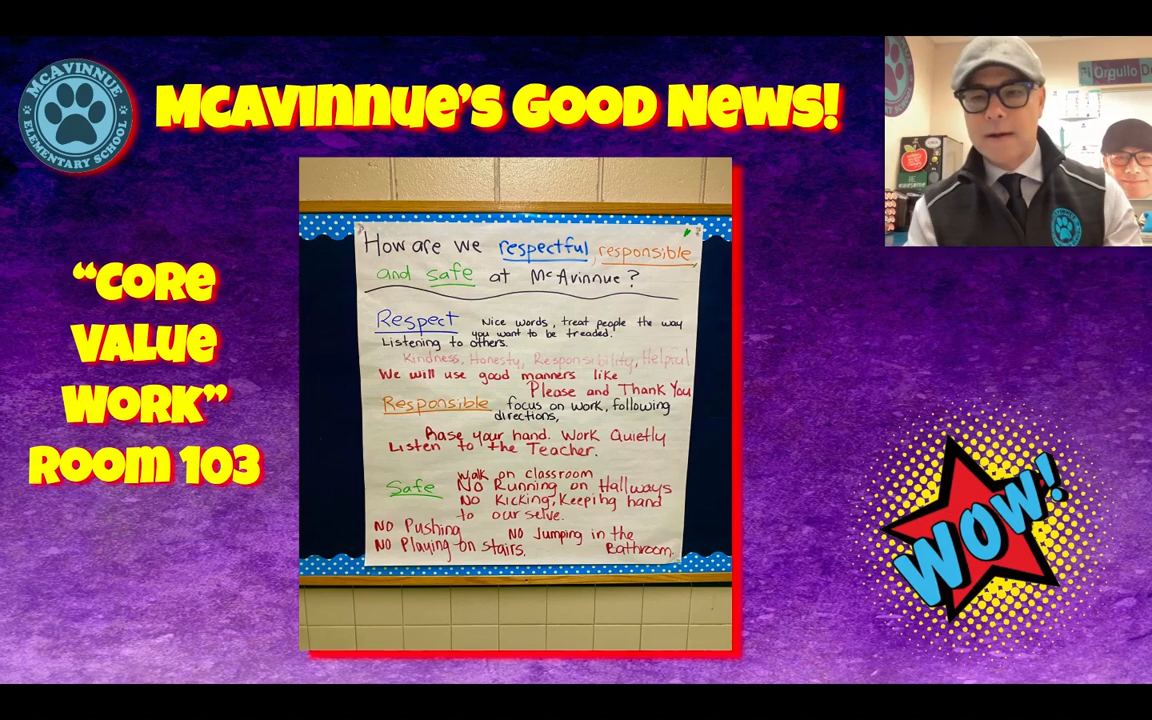 MCAVINNUE
ELEMENTARY SCHOOL
McAvinnue's Good News!
"Core
Value
Work"
Room 103
How are we respectful, responsible
and safe at McAvinnue?
Respect Nice words, treat people the way
you want to be treaded.
Listening to others.
Kindness, Honesty, Responsibility, Helpful
We will use good manners like
Please and Thank You
Responsible focus on work, following
directions,
Rase your hand. Work Quietly
Listen to the Teacher.
Safe Walk on classroom
No Running on Hallways
No Kicking, Keeping hand
to our selve.
No Pushing
No Jumping in the
Bathroom.
No Playing on stairs.
WOW!
Orgullo